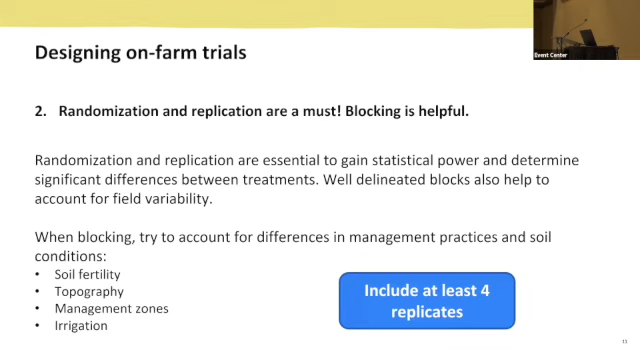 Designing on-farm trials
Event Center
2. Randomization and replication are a must! Blocking is helpful.
Randomization and replication are essential to gain statistical power and determine
significant differences between treatments. Well delineated blocks also help to
account for field variability.
When blocking, try to account for differences in management practices and soil
conditions:
• Soil fertility
• Topography
• Management zones
• Irrigation
Include at least 4
replicates
11